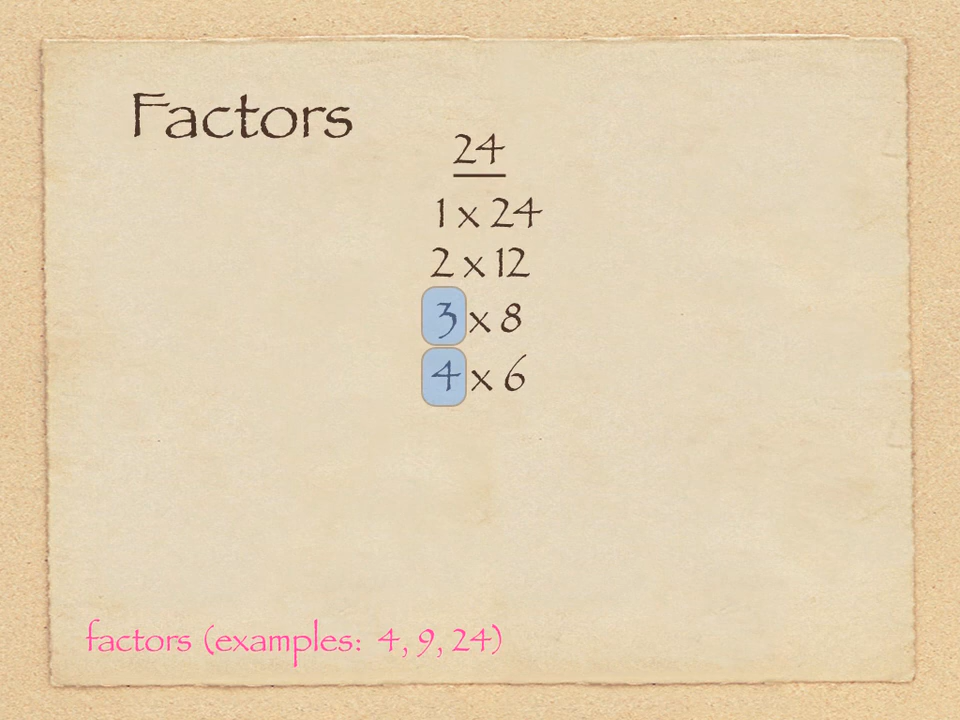 Factors
24
1 x 24
2 x 12
3 x 8
4 x 6
factors (examples: 4, 9, 24)